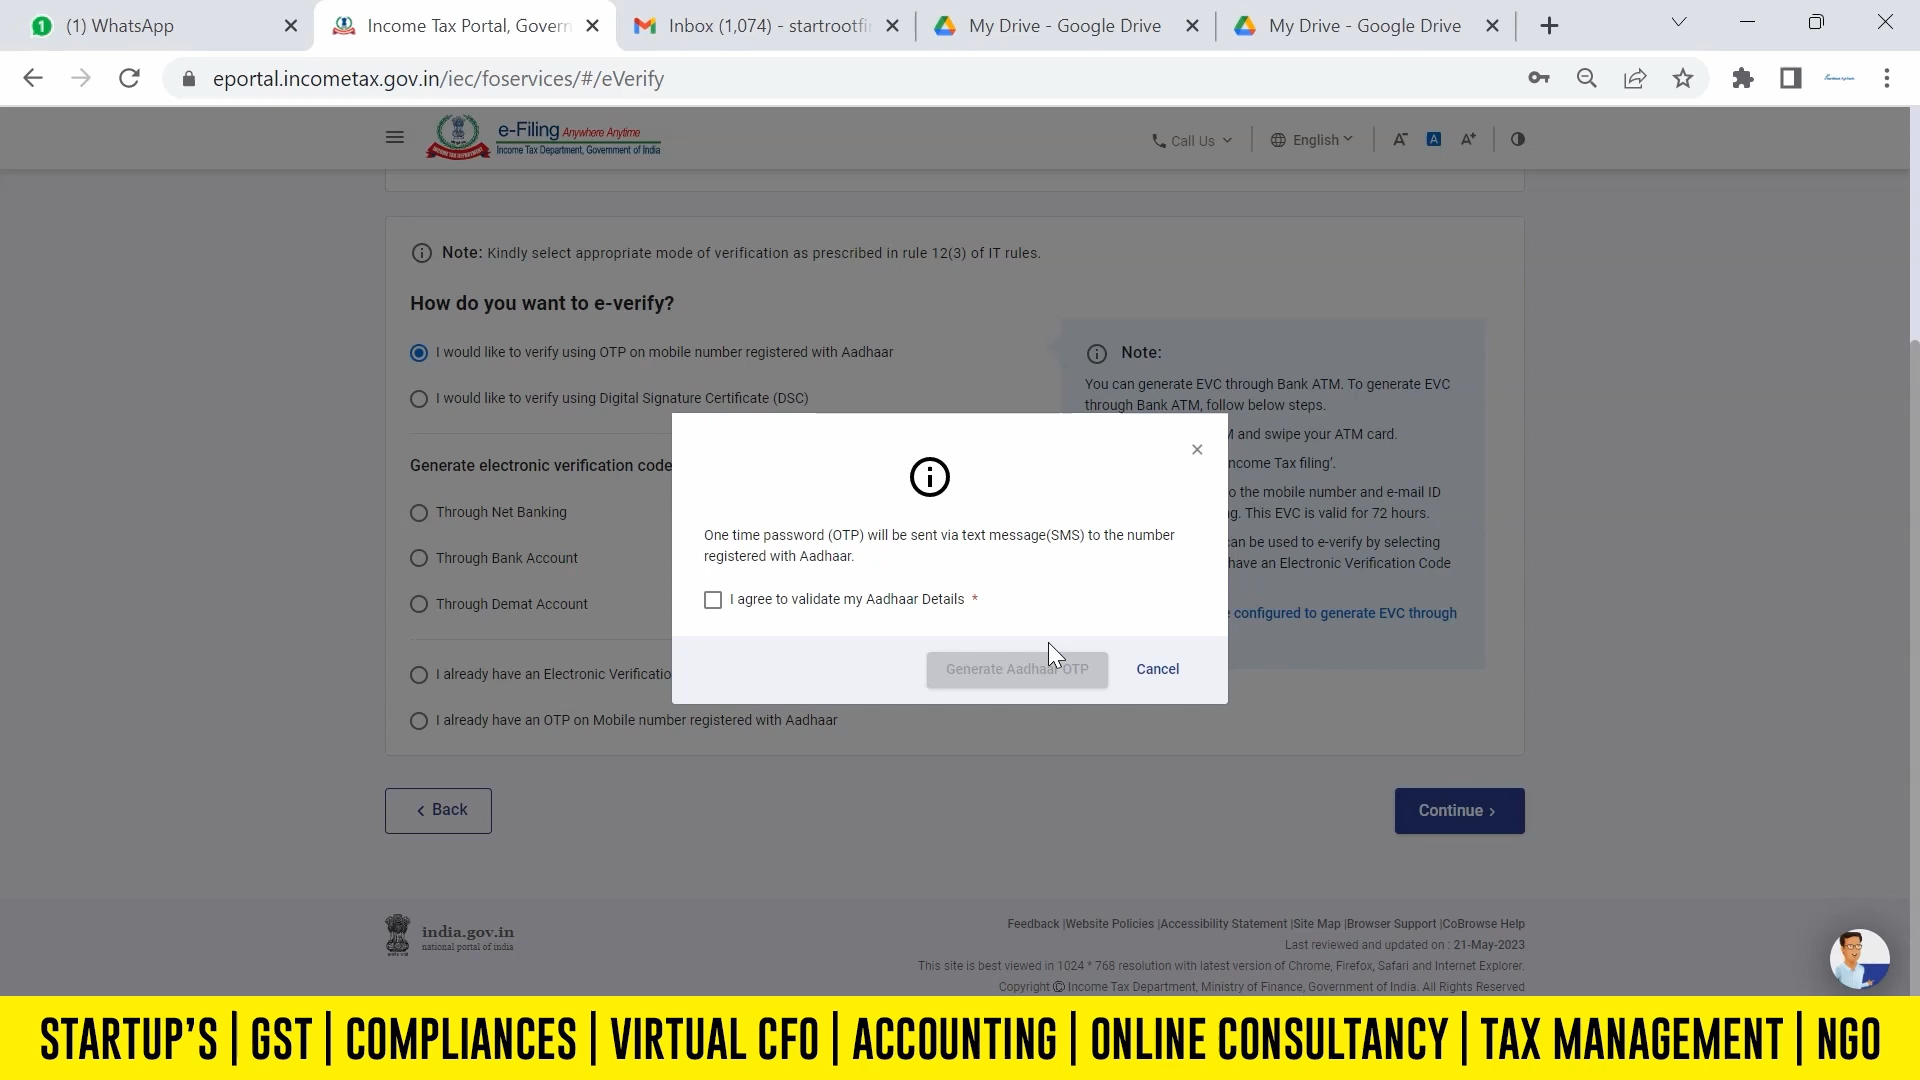 (1) WhatsApp
Income Tax Portal, Govern
Inbox (1,074) - startrootfi
My Drive - Google Drive
My Drive - Google Drive
eportal.incometax.gov.in/iec/foservices/#/eVerify
e-Filing Anywhere Anytime
Income Tax Department, Government of India
Call Us
English
A-
A
A+
Note: Kindly select appropriate mode of verification as prescribed in rule 12(3) of IT rules.
How do you want to e-verify?
I would like to verify using OTP on mobile number registered with Aadhaar
I would like to verify using Digital Signature Certificate (DSC)
Generate electronic verification code
Through Net Banking
Through Bank Account
Through Demat Account
I already have an Electronic Verificatio
I already have an OTP on Mobile number registered with Aadhaar
Note:
You can generate EVC through Bank ATM. To generate EVC
through Bank ATM, follow below steps.
and swipe your ATM card.
ncome Tax filing'.
o the mobile number and e-mail ID
g. This EVC is valid for 72 hours.
an be used to e-verify by selecting
have an Electronic Verification Code
configured to generate EVC through
One time password (OTP) will be sent via text message(SMS) to the number
registered with Aadhaar.
I agree to validate my Aadhaar Details *
Generate Aadhaar OTP
Cancel
< Back
Continue >
india.gov.in
national portal of india
Feedback |Website Policies |Accessibility Statement |Site Map |Browser Support |CoBrowse Help
Last reviewed and updated on : 21-May-2023
This site is best viewed in 1024 * 768 resolution with latest version of Chrome, Firefox, Safari and Internet Explorer.
Copyright © Income Tax Department, Ministry of Finance, Government of India. All Rights Reserved
STARTUP'S | GST | COMPLIANCES | VIRTUAL CFO | ACCOUNTING | ONLINE CONSULTANCY | TAX MANAGEMENT | NGO